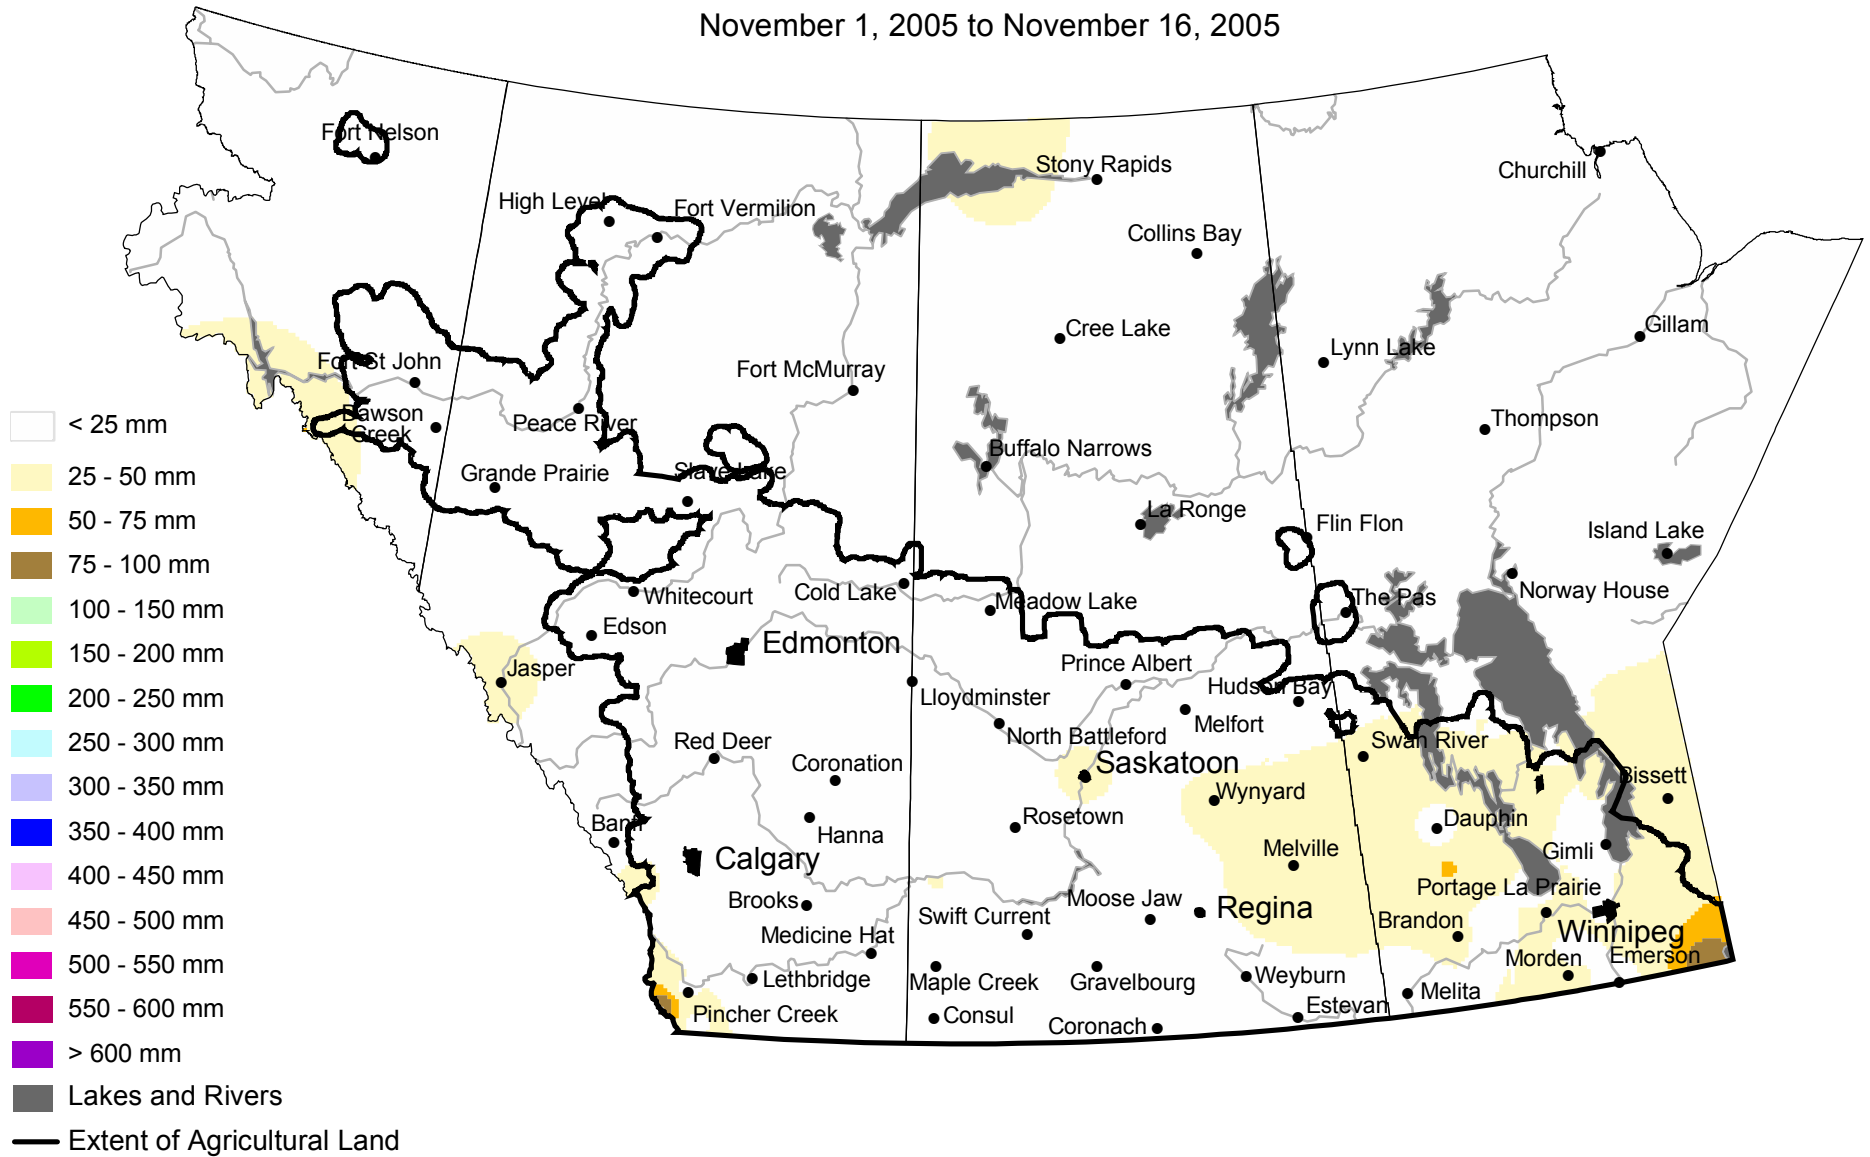 November 1, 2005 to November 16, 2005
Fort Nelson
Churchill
Stony Rapids
High Level
Fort Vermilion
Collins Bay
Cree Lake
Gillam
Lynn Lake
Fort St John
Fort McMurray
Dawson
Creek
Peace River
Thompson
Buffalo Narrows
Grande Prairie
Slave Lake
La Ronge
Flin Flon
Island Lake
Whitecourt
Cold Lake
Meadow Lake
The Pas
Norway House
Edson
Edmonton
Jasper
Prince Albert
Hudson Bay
Lloydminster
Melfort
North Battleford
Red Deer
Swan River
Coronation
Saskatoon
Bissett
Wynyard
Banff
Hanna
Rosetown
Dauphin
Calgary
Melville
Gimli
Brooks
Swift Current
Moose Jaw
Regina
Portage La Prairie
Brandon
Winnipeg
Medicine Hat
Morden
Emerson
Lethbridge
Maple Creek
Gravelbourg
Weyburn
Melita
Pincher Creek
Consul
Coronach
Estevan
< 25 mm
25 - 50 mm
50 - 75 mm
75 - 100 mm
100 - 150 mm
150 - 200 mm
200 - 250 mm
250 - 300 mm
300 - 350 mm
350 - 400 mm
400 - 450 mm
450 - 500 mm
500 - 550 mm
550 - 600 mm
> 600 mm
Lakes and Rivers
Extent of Agricultural Land